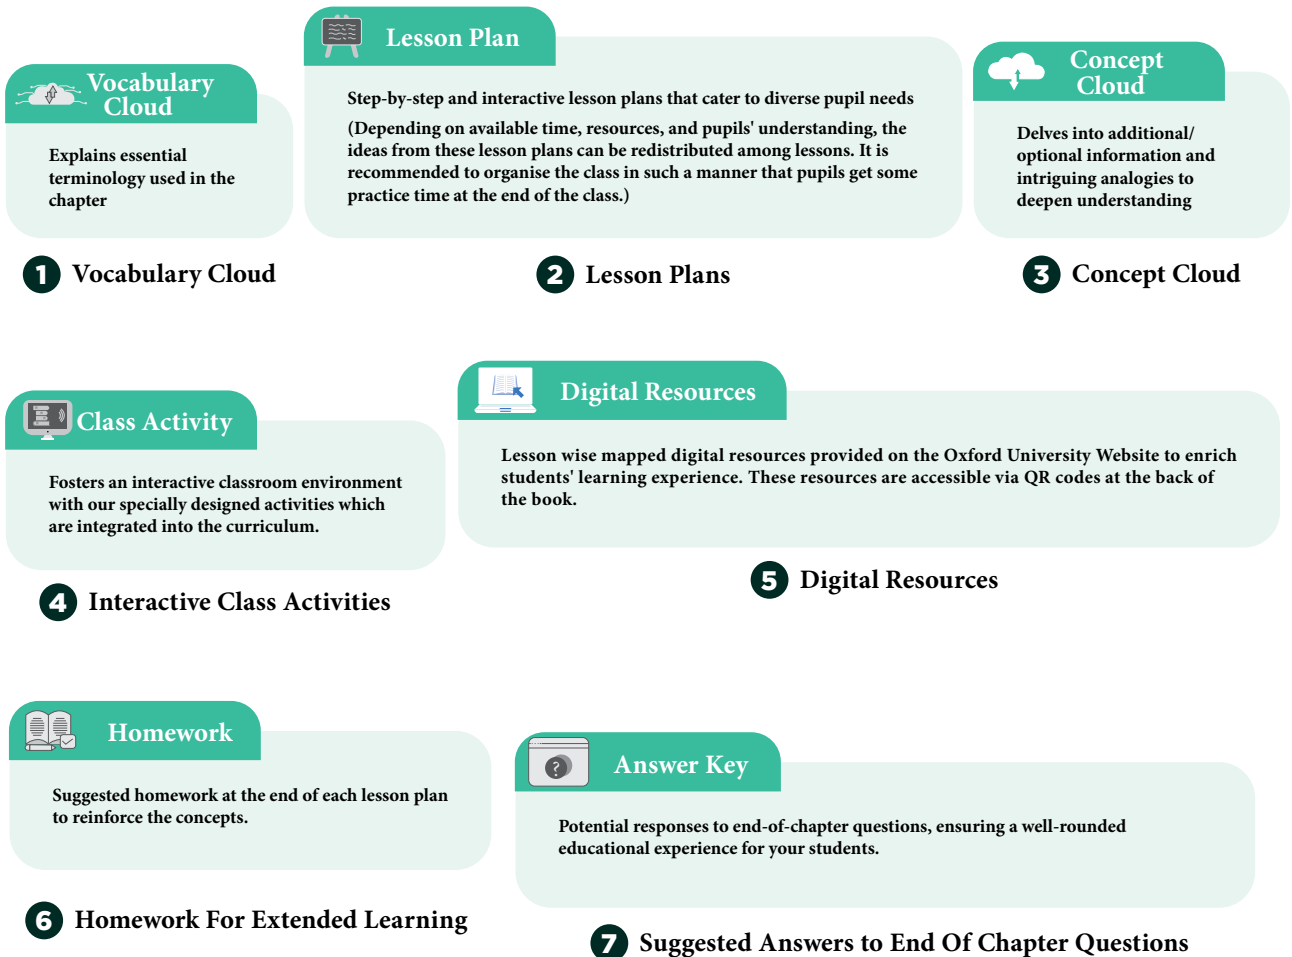 Vocabulary
Cloud
Explains essential
terminology used in the
chapter
1 Vocabulary Cloud
Lesson Plan
Step-by-step and interactive lesson plans that cater to diverse pupil needs
(Depending on available time, resources, and pupils' understanding, the
ideas from these lesson plans can be redistributed among lessons. It is
recommended to organise the class in such a manner that pupils get some
practice time at the end of the class.)
2 Lesson Plans
Concept
Cloud
Delves into additional/
optional information and
intriguing analogies to
deepen understanding
3 Concept Cloud
Class Activity
Fosters an interactive classroom environment
with our specially designed activities which
are integrated into the curriculum.
4 Interactive Class Activities
Digital Resources
Lesson wise mapped digital resources provided on the Oxford University Website to enrich
students' learning experience. These resources are accessible via QR codes at the back of
the book.
5 Digital Resources
Homework
Suggested homework at the end of each lesson plan
to reinforce the concepts.
6 Homework For Extended Learning
?
Answer Key
Potential responses to end-of-chapter questions, ensuring a well-rounded
educational experience for your students.
7 Suggested Answers to End Of Chapter Questions